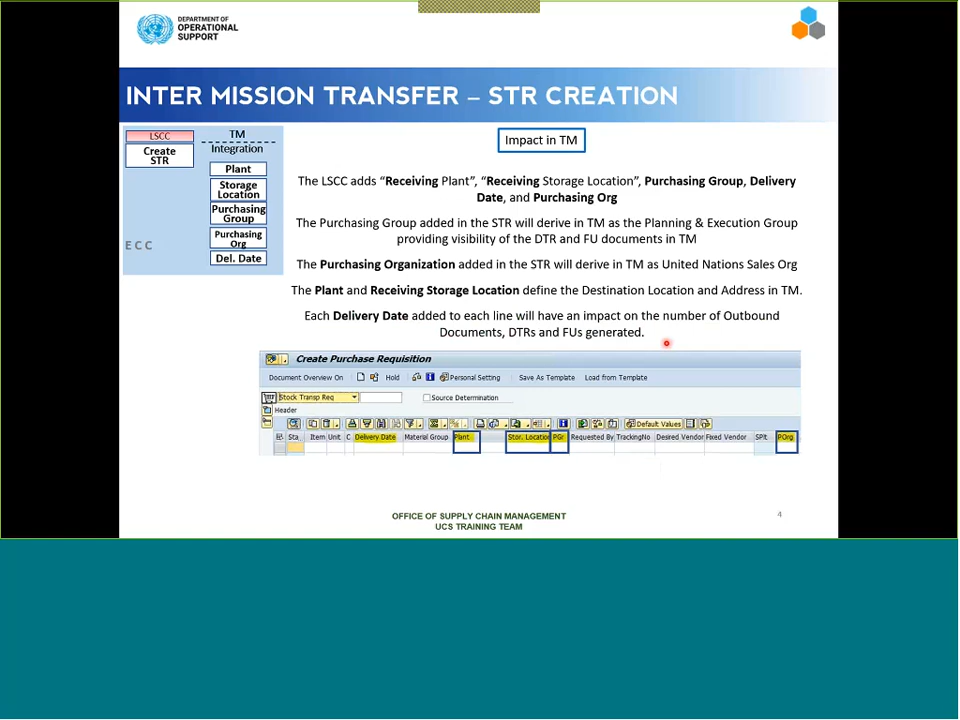 DEPARTMENT OF
OPERATIONAL
SUPPORT
INTER MISSION TRANSFER – STR CREATION
LSCC
Create
STR
E C C
TM
Integration
Plant
Storage
Location
Purchasing
Group
Purchasing
Org
Del. Date
Impact in TM
The LSCC adds “Receiving Plant”, “Receiving Storage Location”, Purchasing Group, Delivery
Date, and Purchasing Org
The Purchasing Group added in the STR will derive in TM as the Planning & Execution Group
providing visibility of the DTR and FU documents in TM
The Purchasing Organization added in the STR will derive in TM as United Nations Sales Org
The Plant and Receiving Storage Location define the Destination Location and Address in TM.
Each Delivery Date added to each line will have an impact on the number of Outbound
Documents, DTRs and FUs generated.
Create Purchase Requisition
Document Overview On Hold Personal Setting Save As Template Load from Template
Stock Transp Req Source Determination
Header
Default Values
Sta Item Unit C Delivery Date Material Group Plant Stor. Location PGr Requested By TrackingNo Desired Vendor Fixed Vendor SPlt POrg
OFFICE OF SUPPLY CHAIN MANAGEMENT
UCS TRAINING TEAM
4